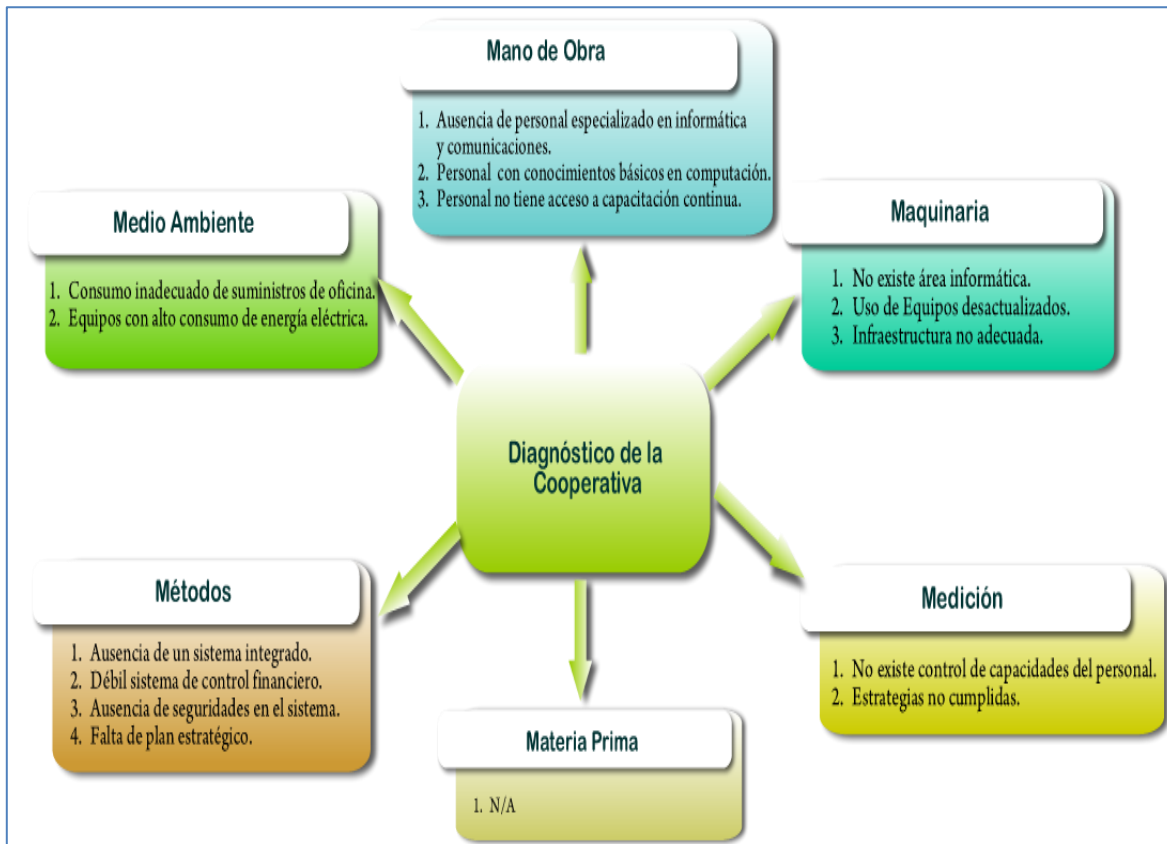 Mano de Obra
1. Ausencia de personal especializado en informática
y comunicaciones.
2. Personal con conocimientos básicos en computación.
3. Personal no tiene acceso a capacitación continua.
Medio Ambiente
1. Consumo inadecuado de suministros de oficina.
2. Equipos con alto consumo de energía eléctrica.
Maquinaria
1. No existe área informática.
2. Uso de Equipos desactualizados.
3. Infraestructura no adecuada.
Diagnóstico de la
Cooperativa
Métodos
1. Ausencia de un sistema integrado.
2. Débil sistema de control financiero.
3. Ausencia de seguridades en el sistema.
4. Falta de plan estratégico.
Medición
1. No existe control de capacidades del personal.
2. Estrategias no cumplidas.
Materia Prima
1. N/A